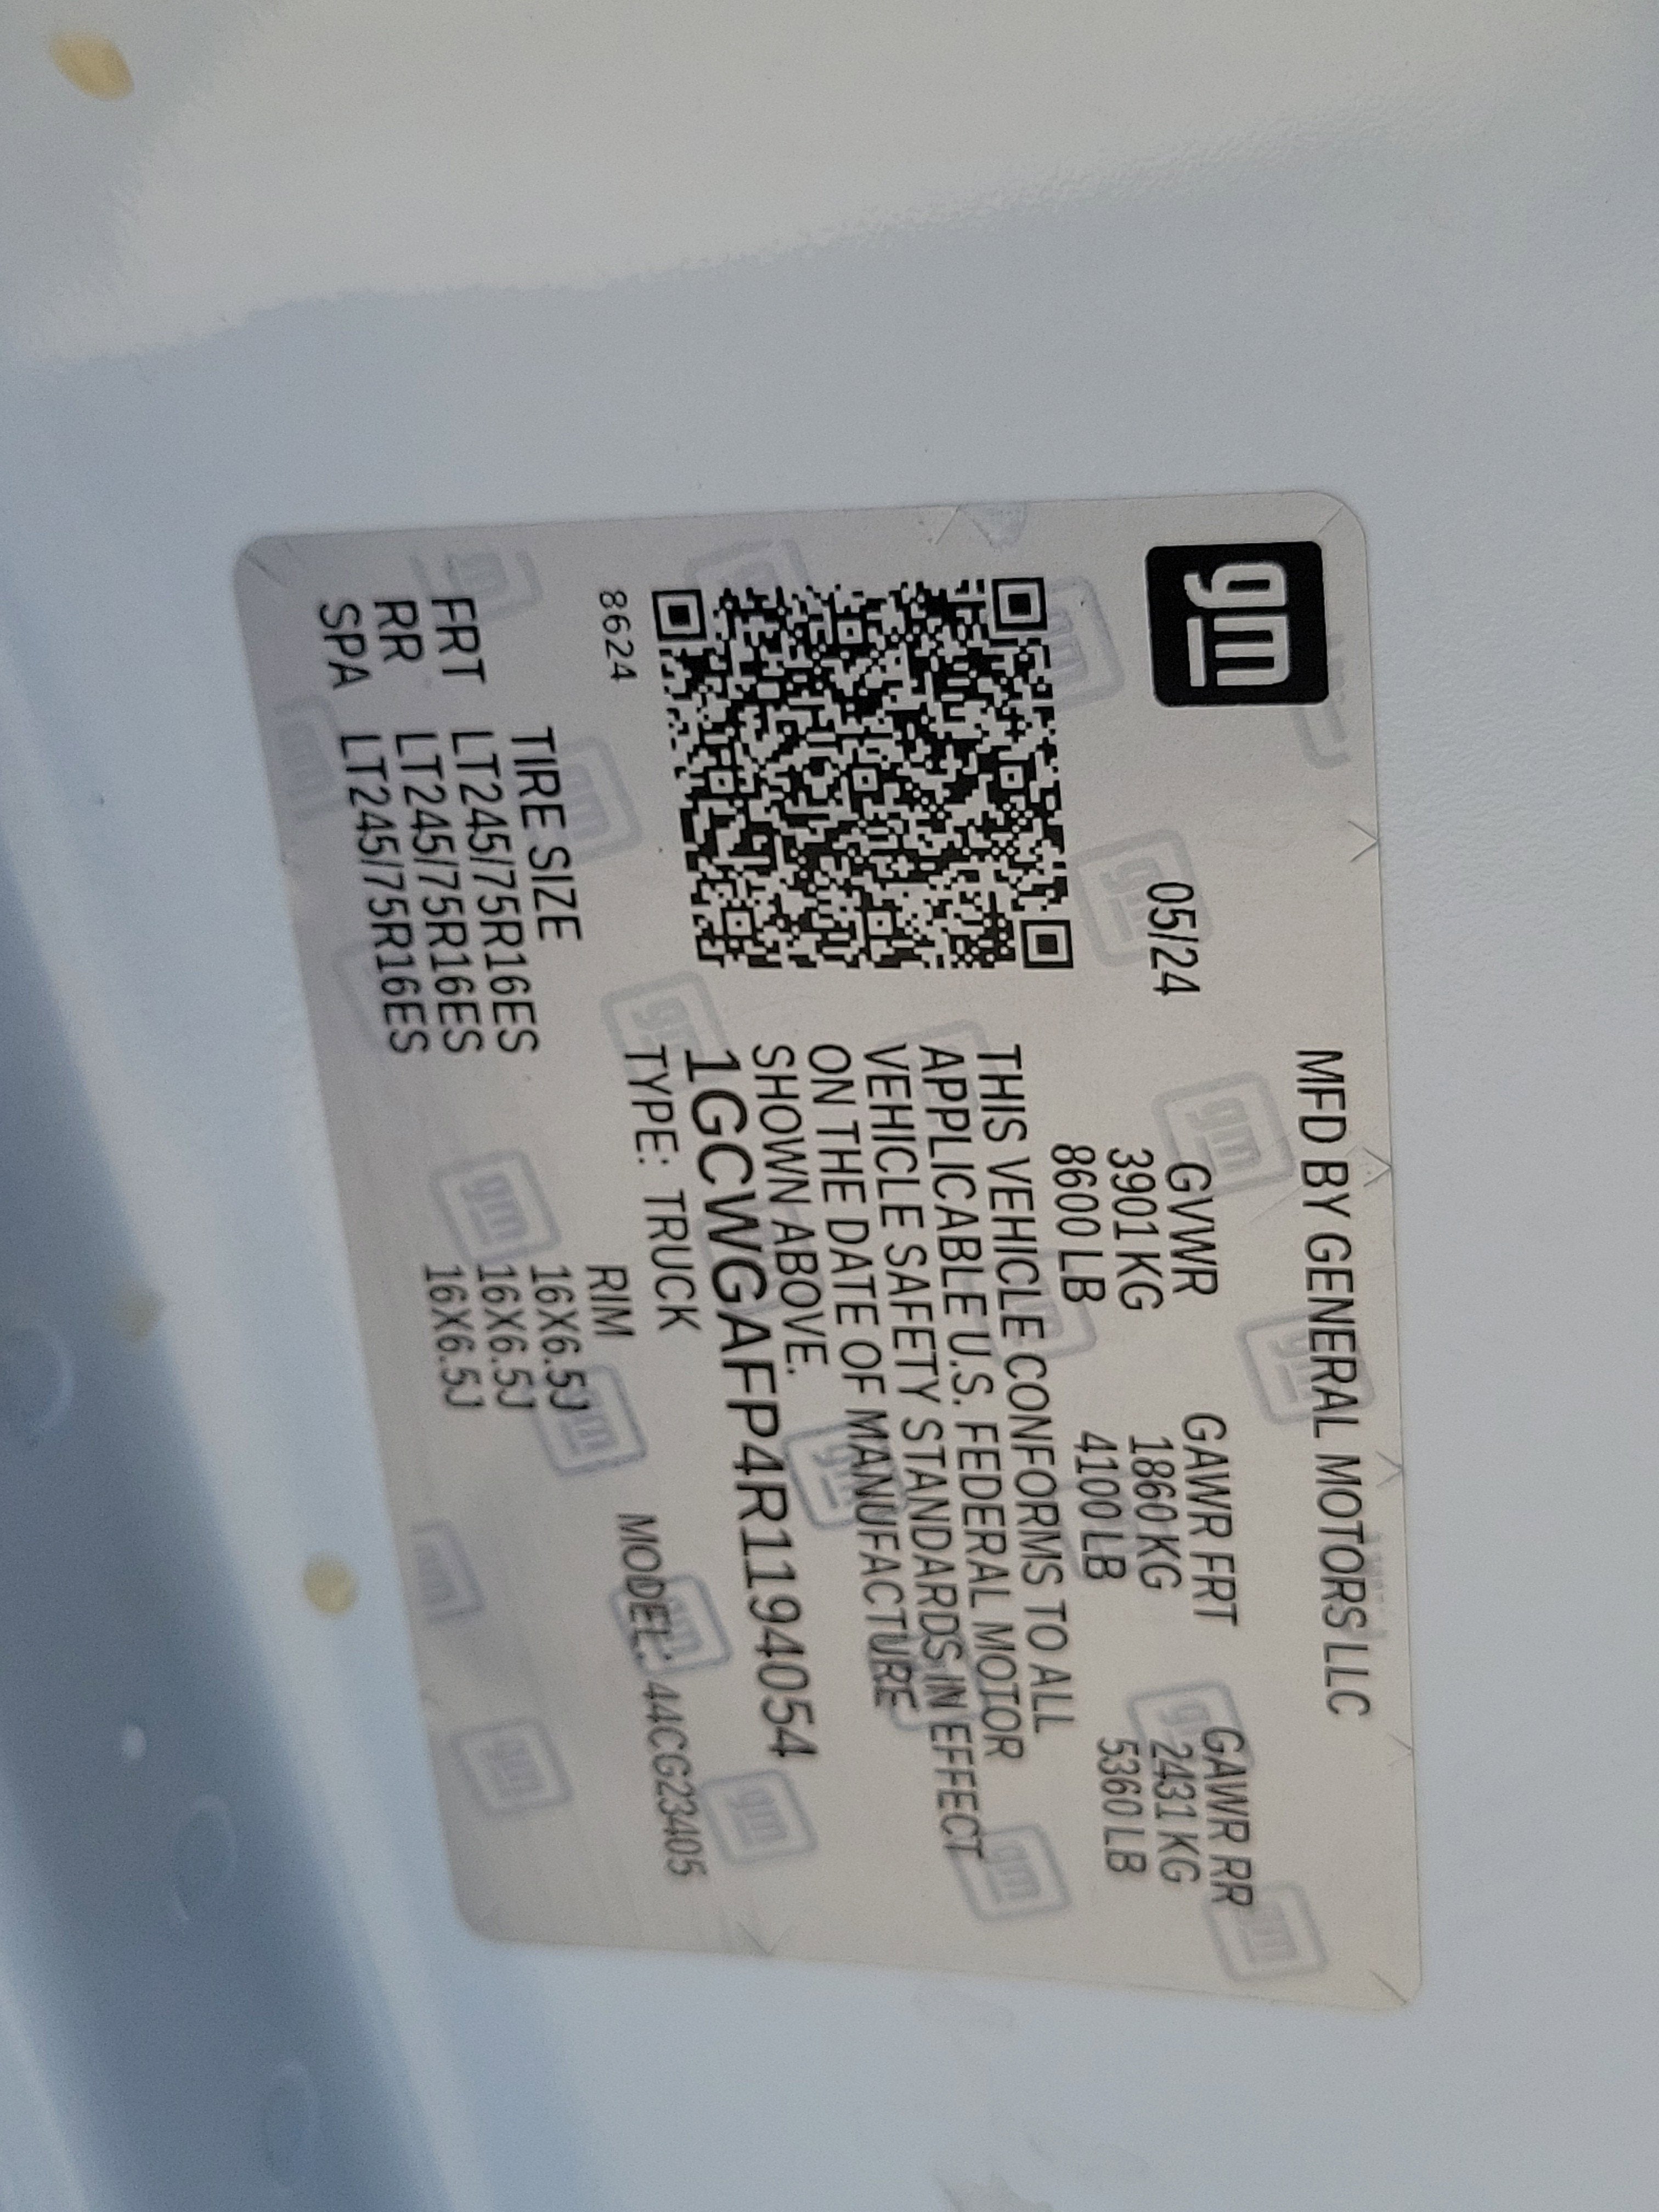 gm
MFD BY GENERAL MOTORS LLC
05/24 GVWR GAWR FRT GAWR RR
3901 KG 1860 KG 2431 KG
8600 LB 4100 LB 5360 LB
THIS VEHICLE CONFORMS TO ALL
APPLICABLE U.S. FEDERAL MOTOR
VEHICLE SAFETY STANDARDS IN EFFECT
ON THE DATE OF MANUFACTURE
SHOWN ABOVE.
1GCWGAFP4R1194054
8624 TYPE: TRUCK MODEL: 44CG23405
TIRE SIZE RIM
FRT LT245/75R16ES 16X6.5J
RR LT245/75R16ES 16X6.5J
SPA LT245/75R16ES 16X6.5J